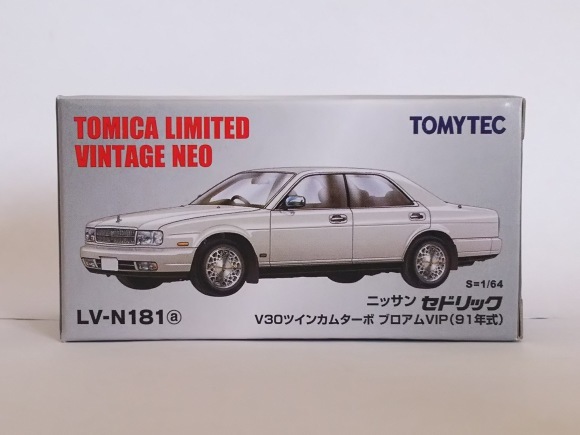 TOMICA LIMITED
VINTAGE NEO
TOMYTEC
S=1/64
ニッサン セドリック
LV-N181ⓐ
V30ツインカムターボ ブロアムVIP(91年式)